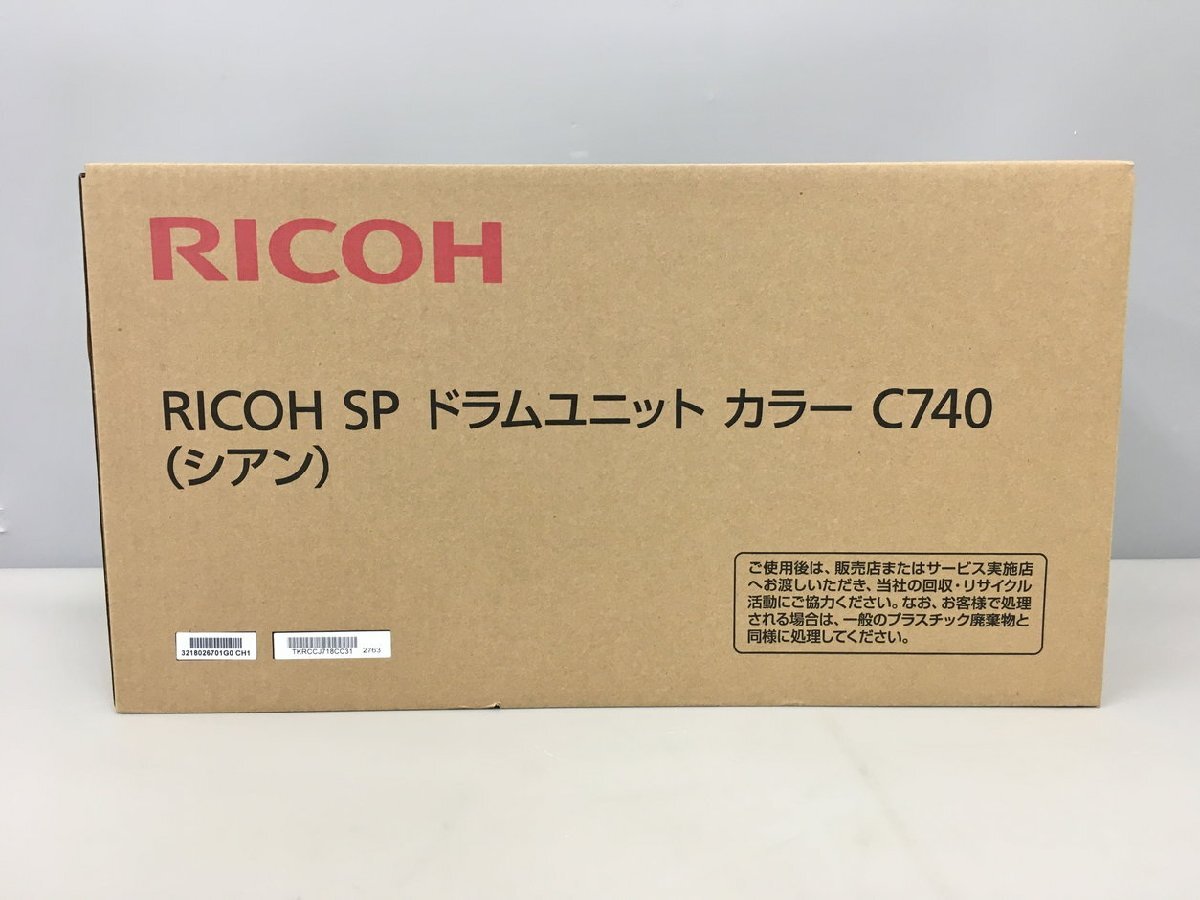 RICOH
RICOH SP ドラムユニット カラー C740
(シアン)
ご使用後は、販売店またはサービス実施店
へお渡しいただき、当社の回収・リサイクル
活動にご協力ください。なお、お客様で処理
される場合は、一般のプラスチック廃棄物と
同様に処理してください。
3218026701G0 CH1
TKRCCJ718CC31 2763